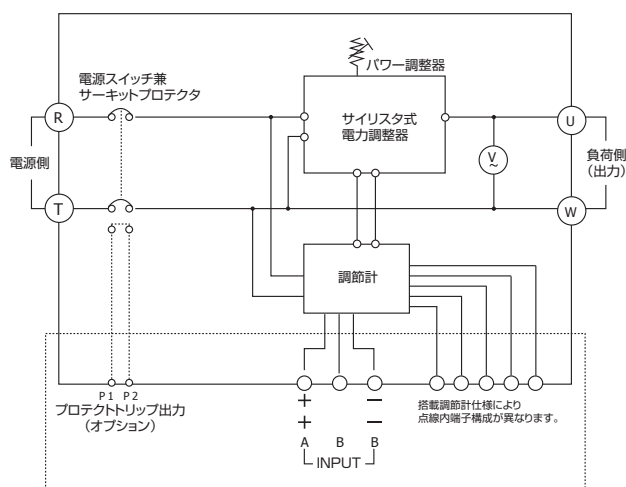 パワー調整器
電源スイッチ兼
サーキットプロテクタ
R
サイリスタ式
電力調整器
U
電源側
V
~
負荷側
(出力)
T
W
調節計
P1 P2
プロテクトトリップ出力
(オプション)
+ −
+ −
A B B
INPUT
搭載調節計仕様により
点線内端子構成が異なります。